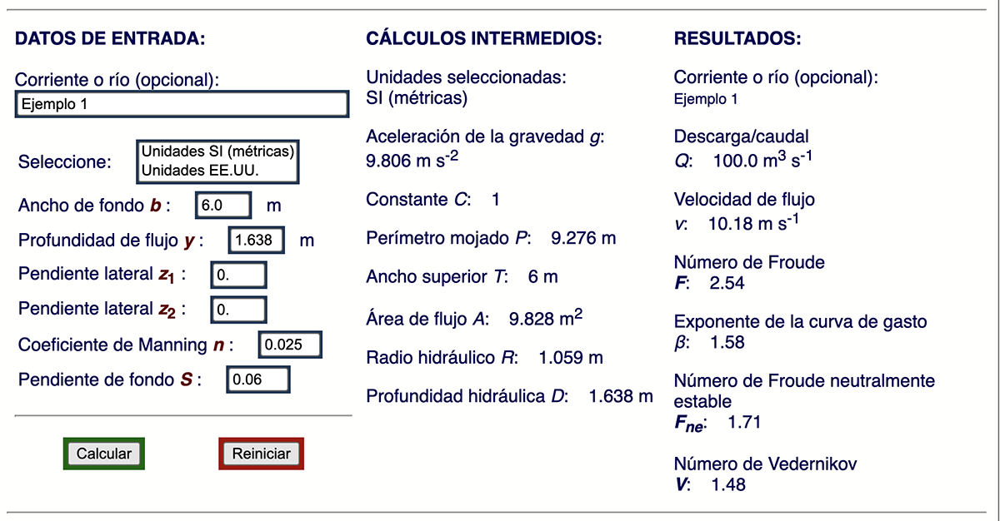 DATOS DE ENTRADA:
Corriente o río (opcional):
Ejemplo 1
Seleccione:
Unidades SI (métricas)
Unidades EE.UU.
Ancho de fondo b : 6.0 m
Profundidad de flujo y : 1.638 m
Pendiente lateral z1 : 0.
Pendiente lateral z2 : 0.
Coeficiente de Manning n : 0.025
Pendiente de fondo S : 0.06
Calcular Reiniciar
CÁLCULOS INTERMEDIOS:
Unidades seleccionadas:
SI (métricas)
Aceleración de la gravedad g:
9.806 m s-2
Constante C: 1
Perímetro mojado P: 9.276 m
Ancho superior T: 6 m
Área de flujo A: 9.828 m2
Radio hidráulico R: 1.059 m
Profundidad hidráulica D: 1.638 m
RESULTADOS:
Corriente o río (opcional):
Ejemplo 1
Descarga/caudal
Q: 100.0 m3 s-1
Velocidad de flujo
v: 10.18 m s-1
Número de Froude
F: 2.54
Exponente de la curva de gasto
β: 1.58
Número de Froude neutralmente
estable
Fne: 1.71
Número de Vedernikov
V: 1.48